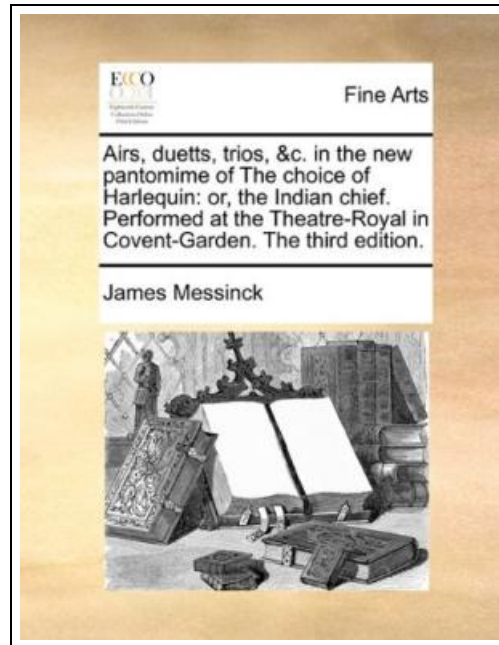 ECCO
Fine Arts
Airs, duetts, trios, &c. in the new
pantomime of The choice of
Harlequin: or, the Indian chief.
Performed at the Theatre-Royal in
Covent-Garden. The third edition.
James Messinck